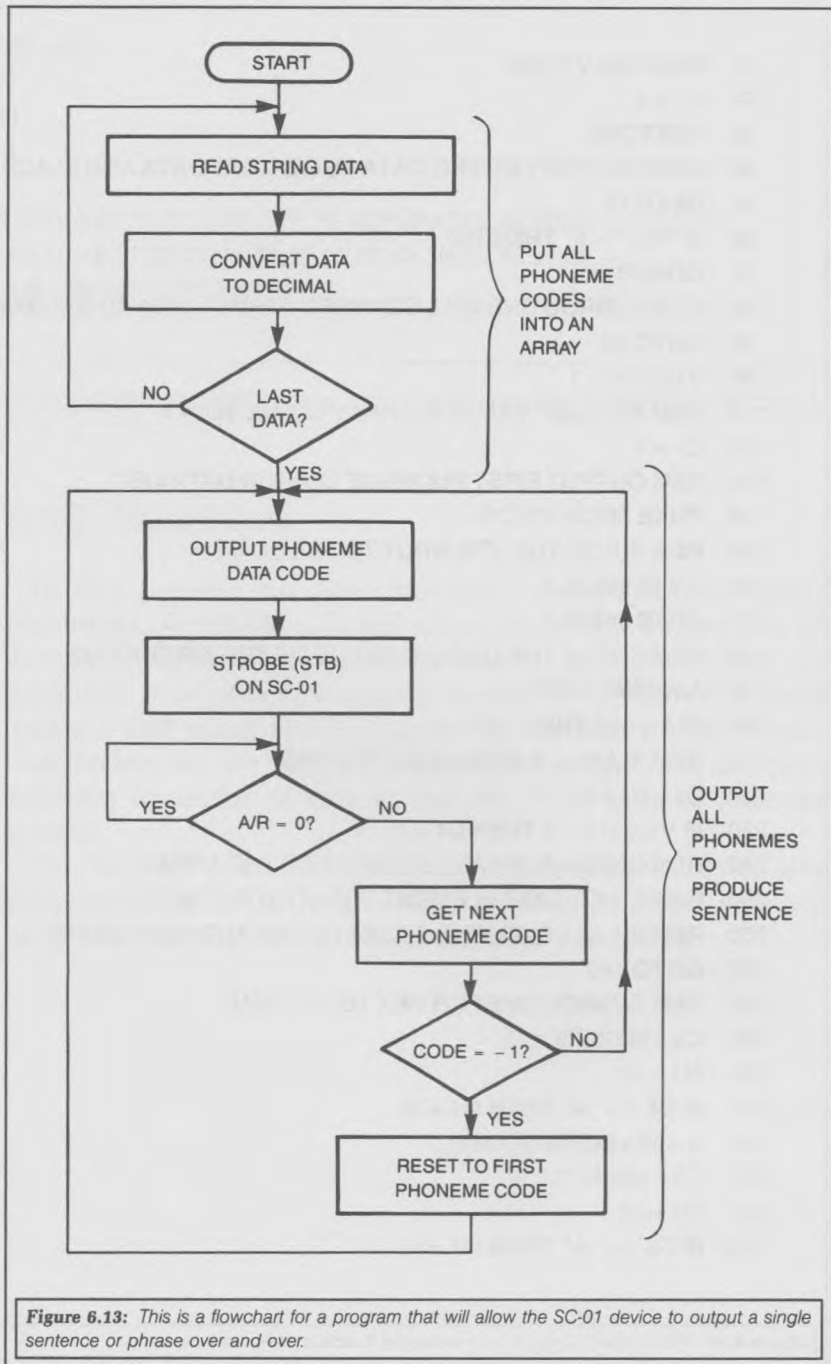 START
READ STRING DATA
CONVERT DATA
TO DECIMAL
PUT ALL
PHONEME
CODES
INTO AN
ARRAY
NO
LAST
DATA?
YES
OUTPUT PHONEME
DATA CODE
STROBE (STB)
ON SC-01
YES
A/R = 0?
NO
OUTPUT
ALL
PHONEMES
TO
PRODUCE
SENTENCE
GET NEXT
PHONEME CODE
CODE = −1?
NO
YES
RESET TO FIRST
PHONEME CODE
Figure 6.13: This is a flowchart for a program that will allow the SC-01 device to output a single
sentence or phrase over and over.